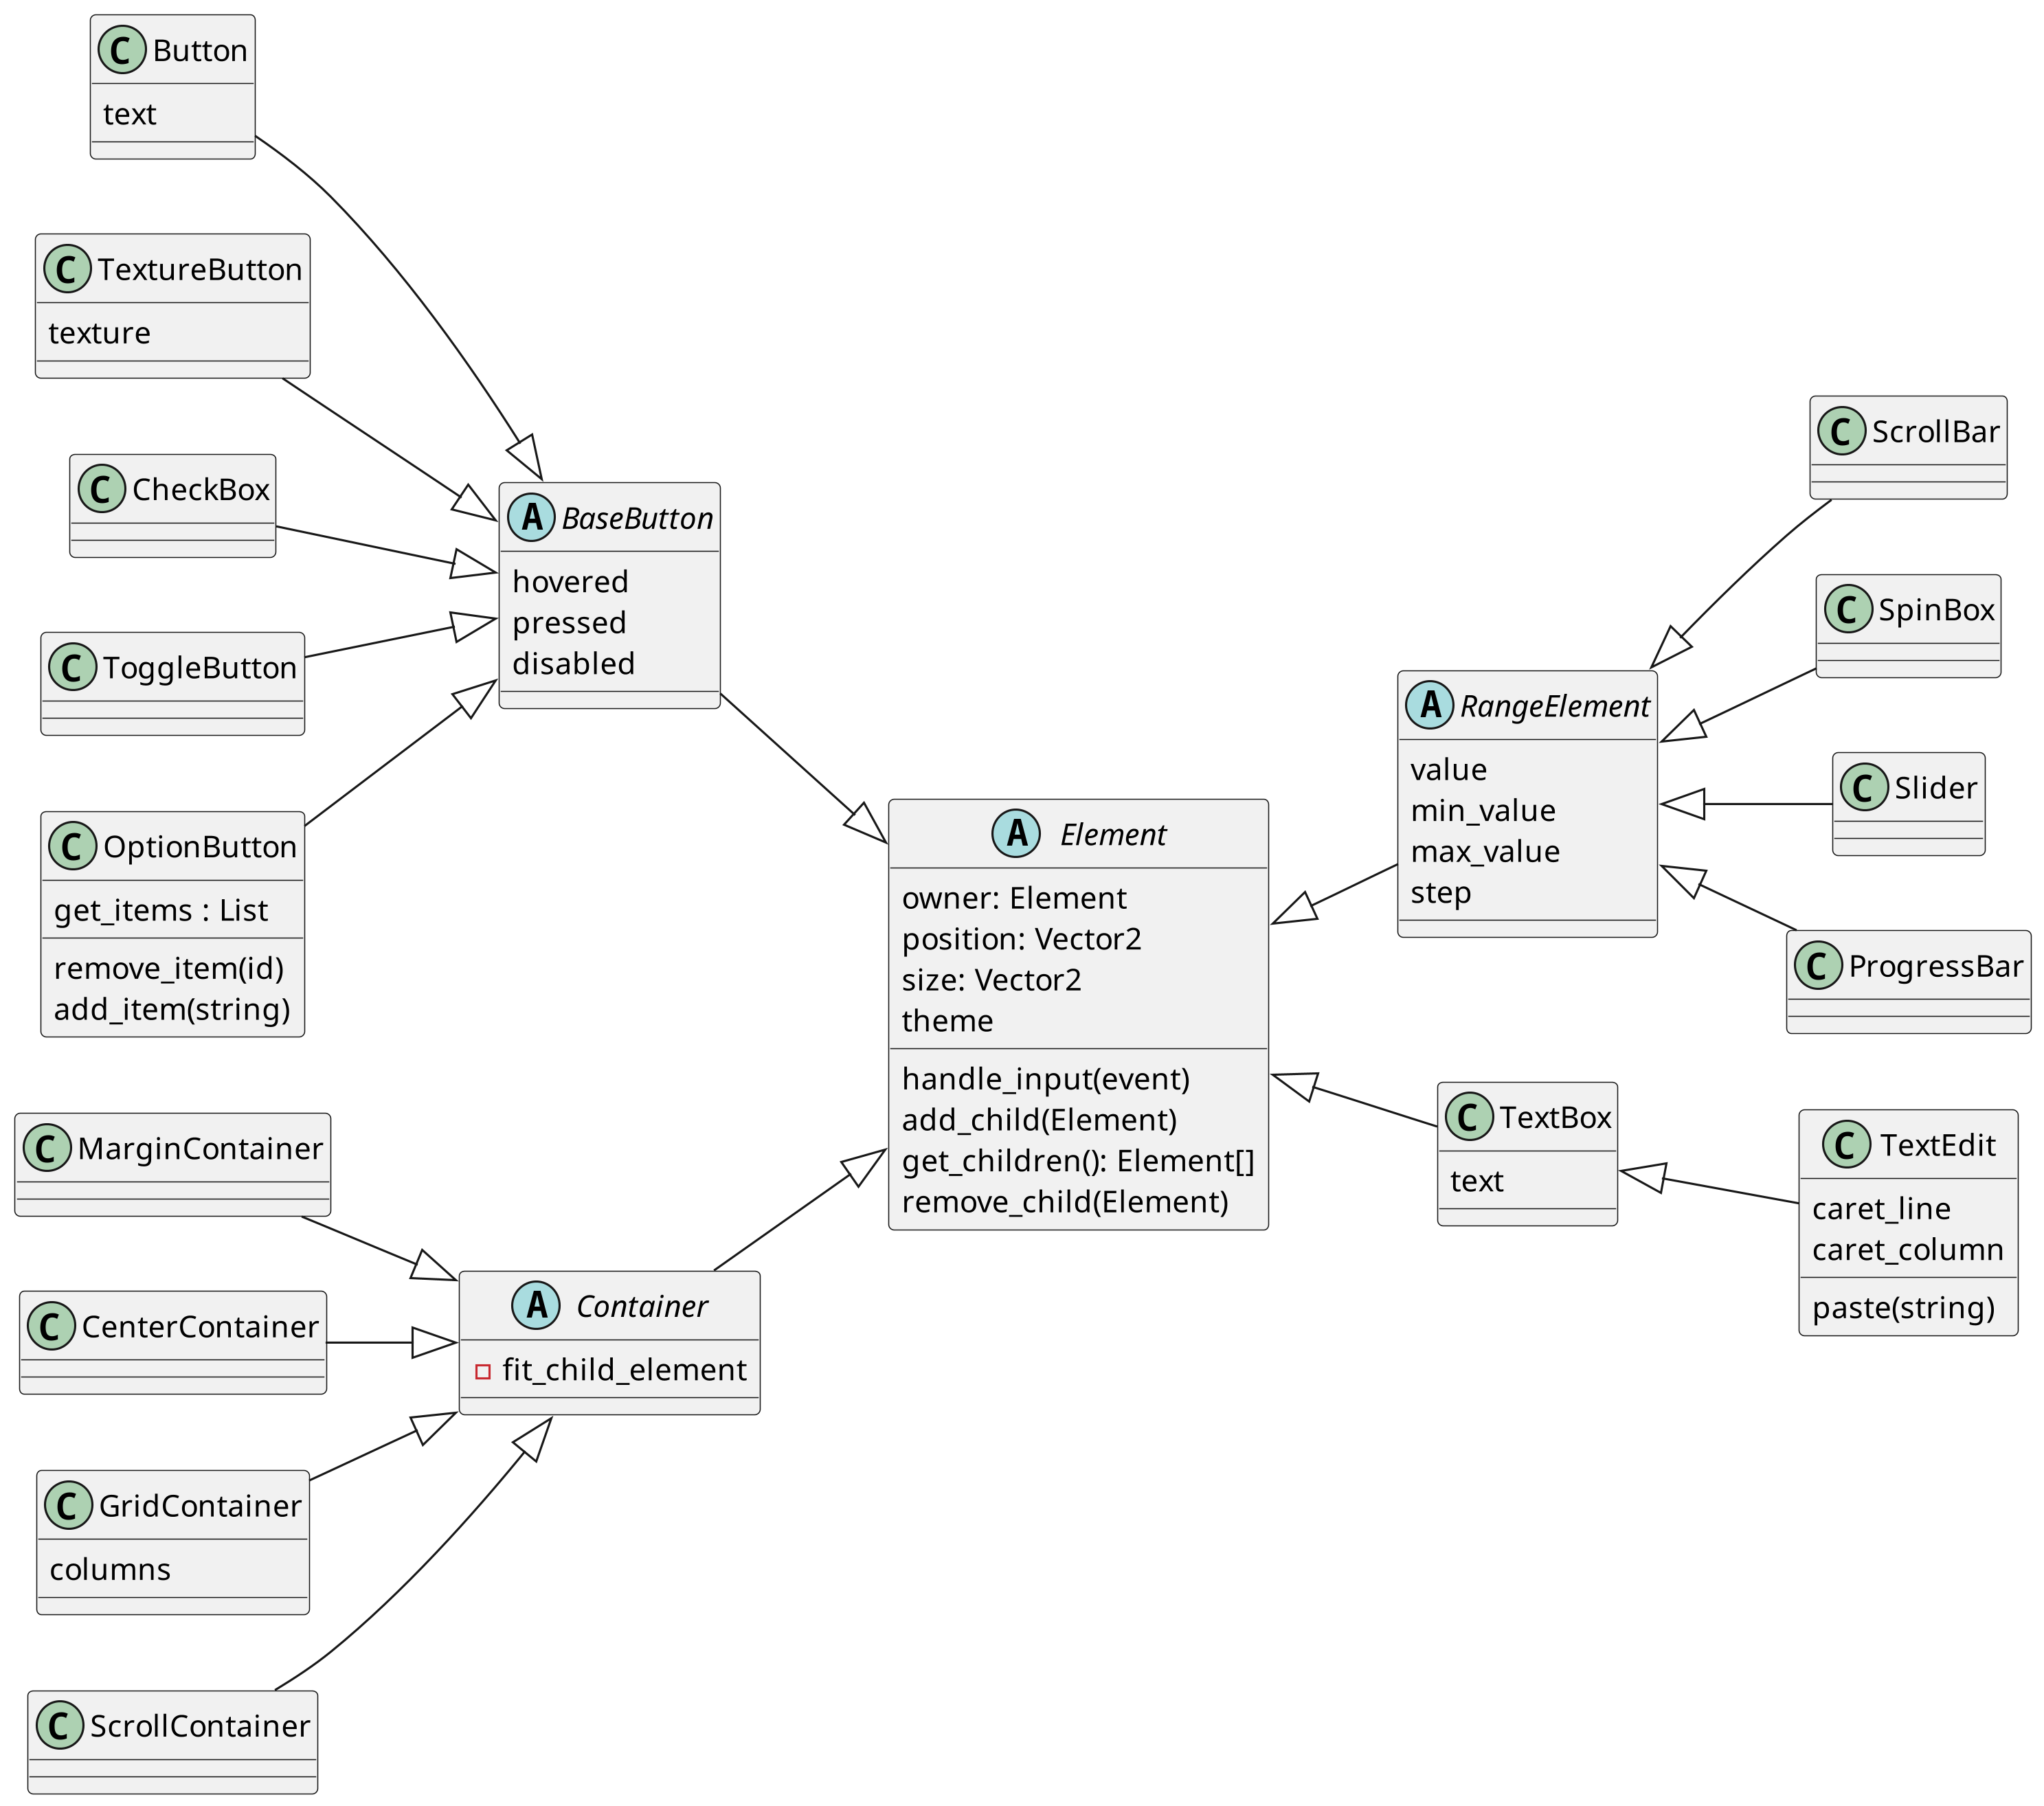 C Button
text
C TextureButton
texture
C CheckBox
C ToggleButton
C OptionButton
get_items : List
remove_item(id)
add_item(string)
C MarginContainer
C CenterContainer
C GridContainer
columns
C ScrollContainer
A BaseButton
hovered
pressed
disabled
A Container
fit_child_element
A Element
owner: Element
position: Vector2
size: Vector2
theme
handle_input(event)
add_child(Element)
get_children(): Element[]
remove_child(Element)
A RangeElement
value
min_value
max_value
step
C TextBox
text
C ScrollBar
C SpinBox
C Slider
C ProgressBar
C TextEdit
caret_line
caret_column
paste(string)